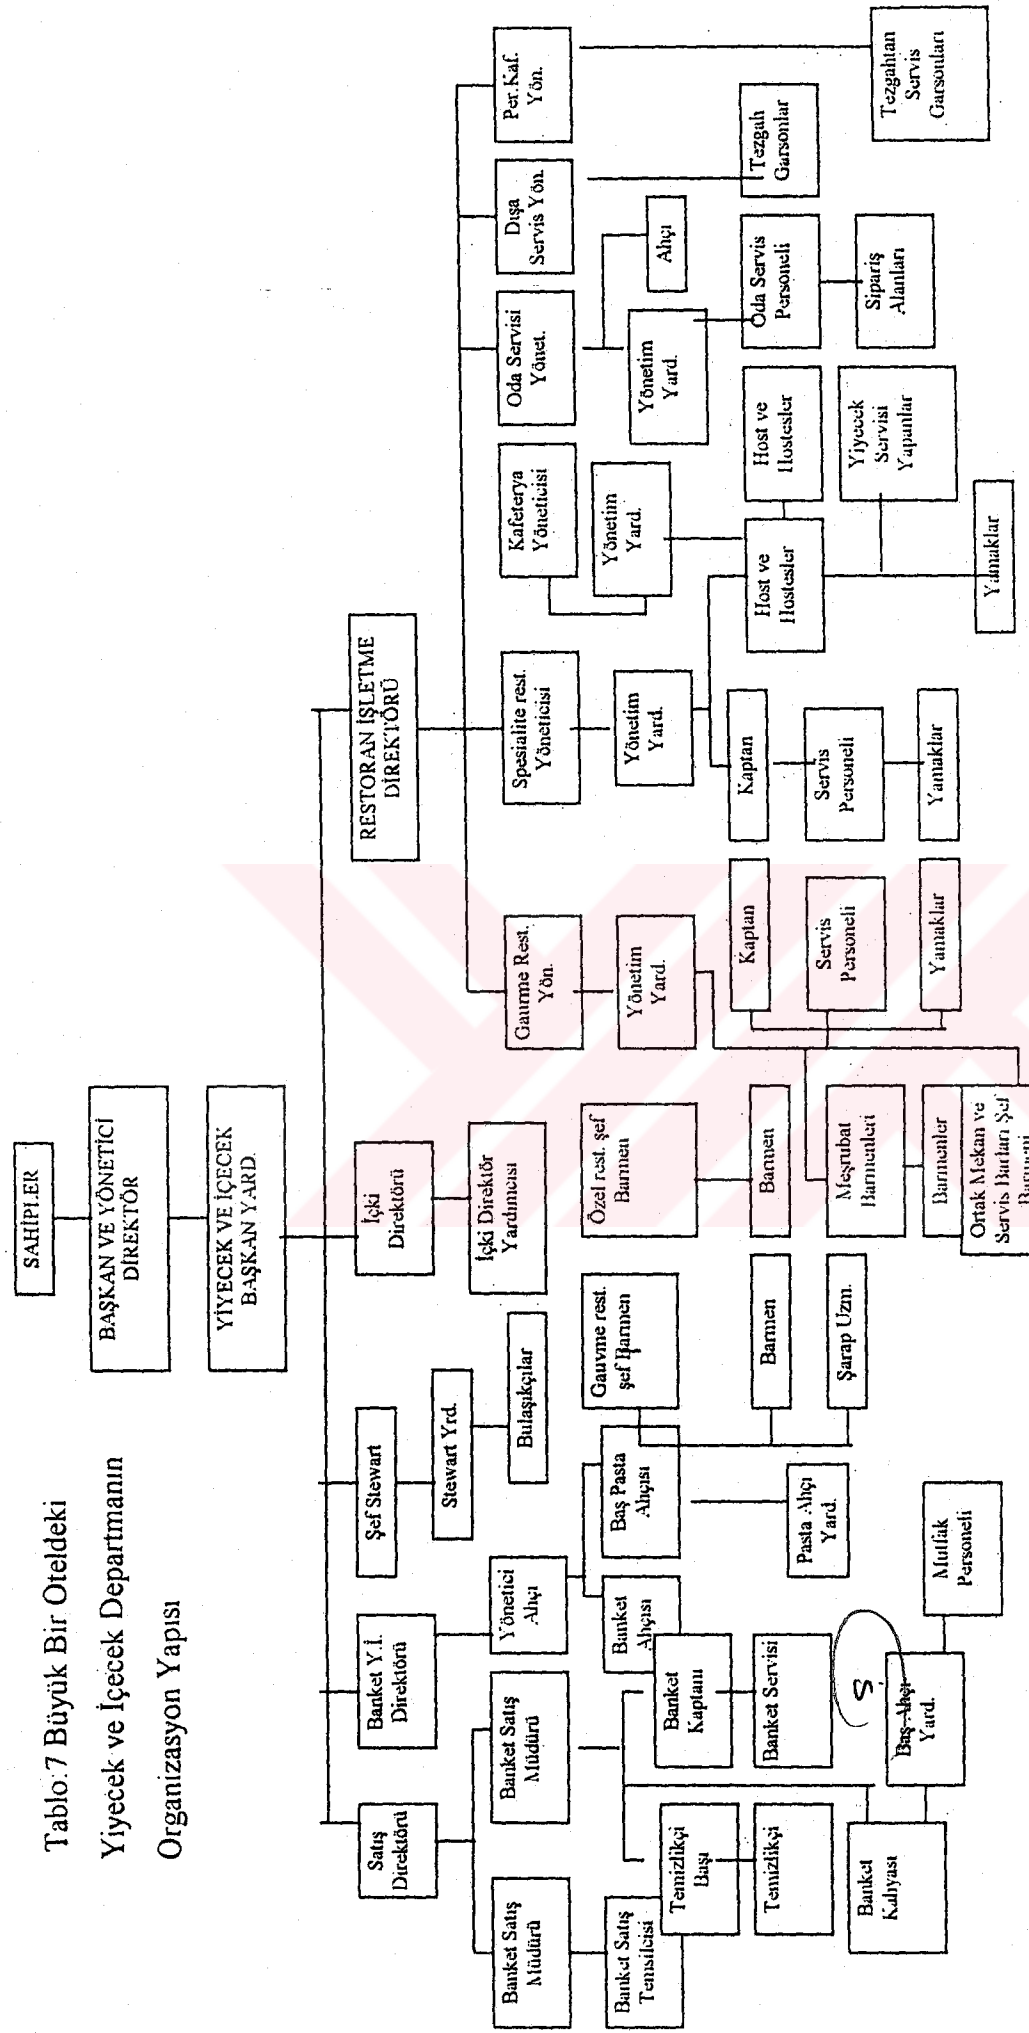 Tablo:7 Büyük Bir Oteldeki
Yiyecek ve İçecek Departmanın
Organizasyon Yapısı
SAHİPLER
BAŞKAN VE YÖNETİCİ
DİREKTÖR
YİYECEK VE İÇECEK
BAŞKAN YARD.
Satış
Direktörü
Banket Y.İ.
Direktörü
Şef Stewart
İçki
Direktörü
RESTORAN İŞLETME
DİREKTÖRÜ
Banket Satış
Müdürü
Banket Satış
Müdürü
Yönetici
Ahçı
Stewart Yrd.
Bulaşıkçılar
İçki Direktör
Yardımcısı
Gaurme Rest.
Yön.
Spesialite rest.
Yöneticisi
Kafeterya
Yöneticisi
Oda Servisi
Yönet.
Dışa
Servis Yön.
Per.Kaf.
Yön.
Banket Satış
Temsilcisi
Temizlikçi
Başı
Banket
Ahçısı
Banket
Kaptanı
Baş Pasta
Ahçısı
Gauvme rest.
şef Barmen
Özel rest. şef
Barmen
Yönetim
Yard.
Yönetim
Yard.
Yönetim
Yard.
Yönetim
Yard.
Ahçı
Temizlikçi
Banket Servisi
Pasta Ahçı
Yard.
Barmen
Barmen
Kaptan
Kaptan
Host ve
Hostesler
Host ve
Hostesler
Oda Servis
Personeli
Tezgah
Garsonlar
Banket
Kahyası
Baş Ahçı
Yard.
S
Mutfak
Personeli
Şarap Uzm.
Meşrubat
Barmenleri
Servis
Personeli
Servis
Personeli
Yiyecek
Servisi
Yapanlar
Sipariş
Alanları
Tezgahtan
Servis
Garsonları
Barmenler
Ortak Mekan ve
Servis Barları Şef
Barmeni
Yamaklar
Yamaklar
Yamaklar